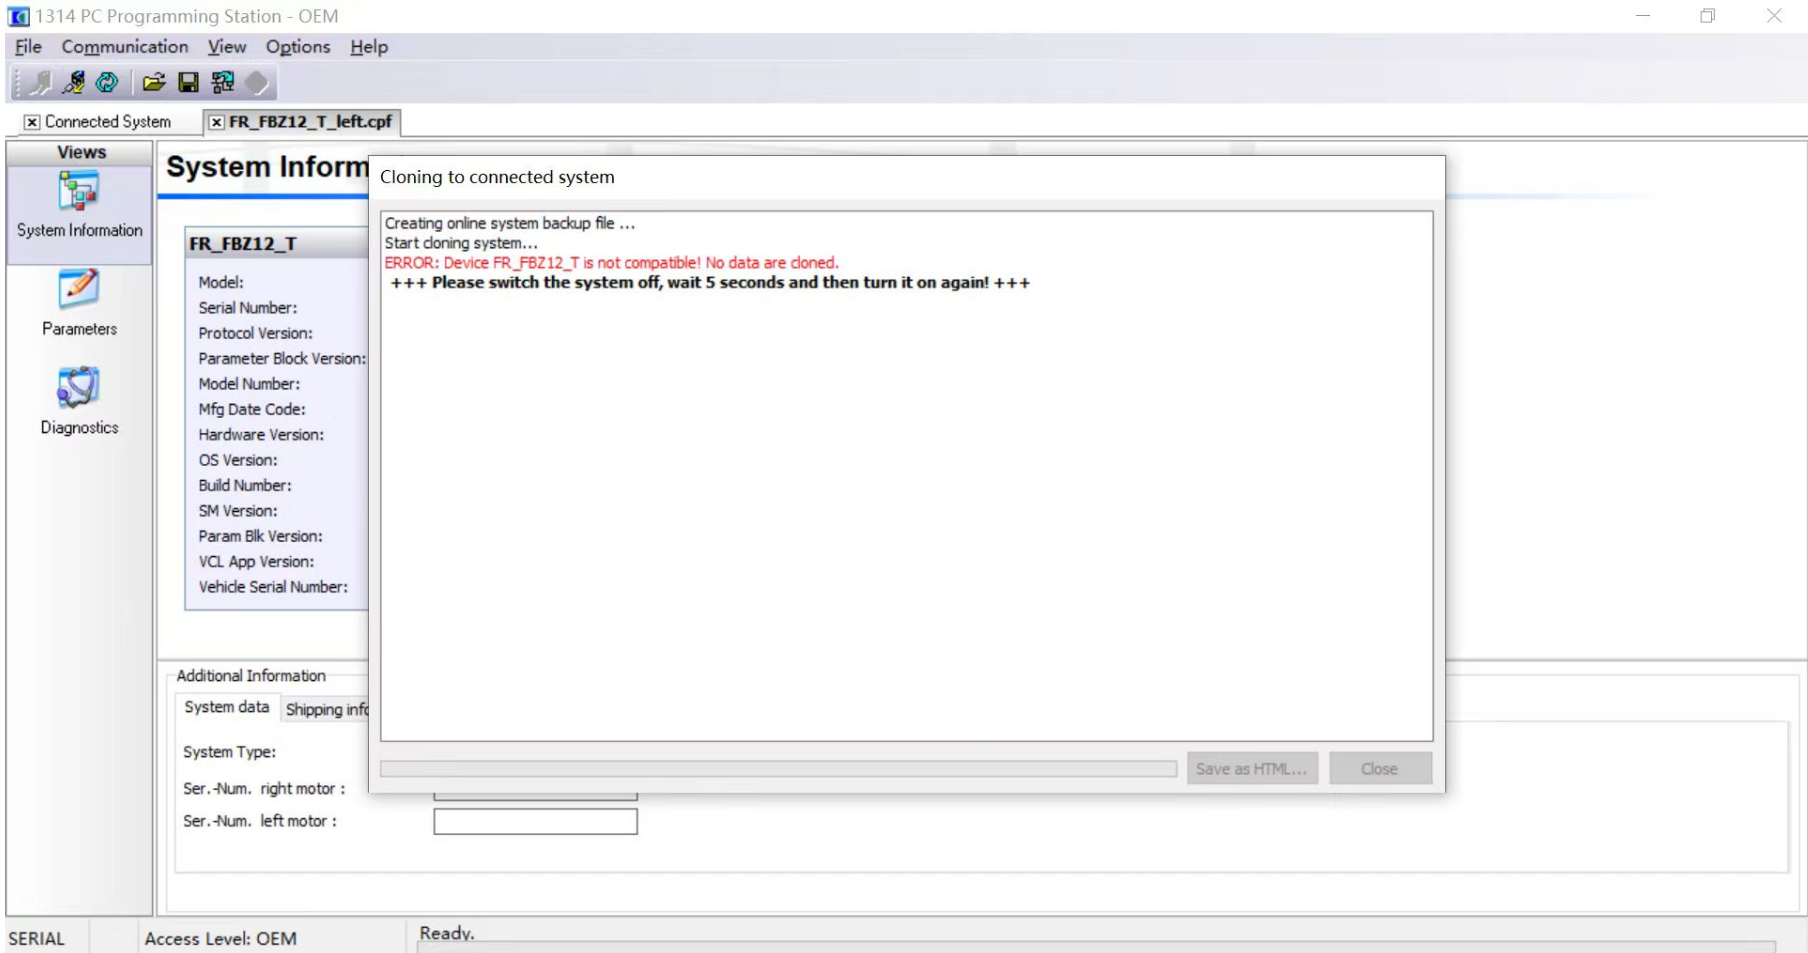 1314 PC Programming Station - OEM
File Communication View Options Help
Connected System
FR_FBZ12_T_left.cpf
Views
System Information
Parameters
Diagnostics
System Inform
FR_FBZ12_T
Model:
Serial Number:
Protocol Version:
Parameter Block Version:
Model Number:
Mfg Date Code:
Hardware Version:
OS Version:
Build Number:
SM Version:
Param Blk Version:
VCL App Version:
Vehicle Serial Number:
Cloning to connected system
Creating online system backup file ...
Start cloning system...
ERROR: Device FR_FBZ12_T is not compatible! No data are cloned.
+++ Please switch the system off, wait 5 seconds and then turn it on again! +++
Save as HTML... Close
Additional Information
System data Shipping info
System Type:
Ser.-Num. right motor :
Ser.-Num. left motor :
SERIAL Access Level: OEM Ready.